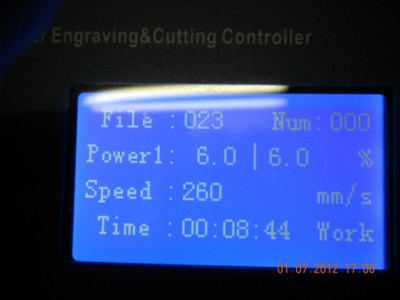 r Engraving&Cutting Controller
File :023 Num:000
Power1: 6.0 | 6.0 %
Speed :260 mm/s
Time :00:08:44 Work
01.07.2012 17:00